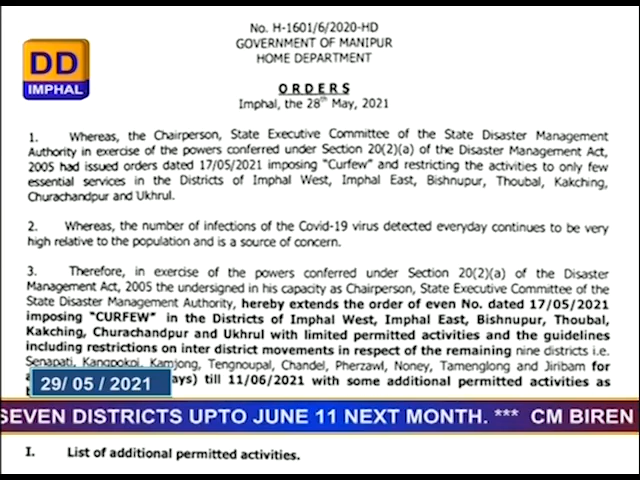 No. H-1601/6/2020-HD
GOVERNMENT OF MANIPUR
HOME DEPARTMENT
DD
IMPHAL
ORDERS
Imphal, the 28th May, 2021
1. Whereas, the Chairperson, State Executive Committee of the State Disaster Management
Authority in exercise of the powers conferred under Section 20(2)(a) of the Disaster Management Act,
2005 had issued orders dated 17/05/2021 imposing "Curfew" and restricting the activities to only few
essential services in the Districts of Imphal West, Imphal East, Bishnupur, Thoubal, Kakching,
Churachandpur and Ukhrul.
2. Whereas, the number of infections of the Covid-19 virus detected everyday continues to be very
high relative to the population and is a source of concern.
3. Therefore, in exercise of the powers conferred under Section 20(2)(a) of the Disaster
Management Act, 2005 the undersigned in his capacity as Chairperson, State Executive Committee of the
State Disaster Management Authority, hereby extends the order of even No. dated 17/05/2021
imposing "CURFEW" in the Districts of Imphal West, Imphal East, Bishnupur, Thoubal,
Kakching, Churachandpur and Ukhrul with limited permitted activities and the guidelines
including restrictions on inter district movements in respect of the remaining nine districts i.e.
Senapati, Kangpokpi, Kamjong, Tengnoupal, Chandel, Pherzawl, Noney, Tamenglong and Jiribam for
days) till 11/06/2021 with some additional permitted activities as
29/ 05 / 2021
SEVEN DISTRICTS UPTO JUNE 11 NEXT MONTH. *** CM BIREN
I. List of additional permitted activities.